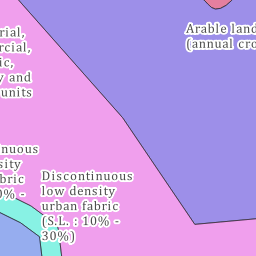 Arable land
(annual cro
rial,
rcial,
ic,
y and
units
nuous
sity
bric
0% -
Discontinuous
low density
urban fabric
(S.L. : 10% -
30%)